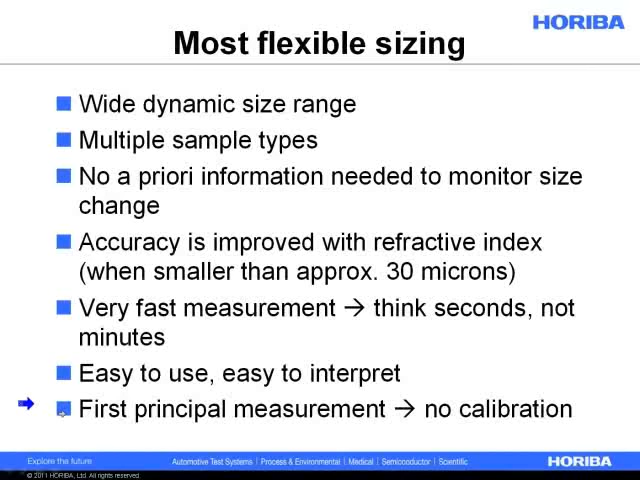 HORIBA
Most flexible sizing
Wide dynamic size range
Multiple sample types
No a priori information needed to monitor size
change
Accuracy is improved with refractive index
(when smaller than approx. 30 microns)
Very fast measurement → think seconds, not
minutes
Easy to use, easy to interpret
First principal measurement → no calibration
Explore the future
Automotive Test Systems | Process & Environmental | Medical | Semiconductor | Scientific
HORIBA
© 2011 HORIBA, Ltd. All rights reserved.